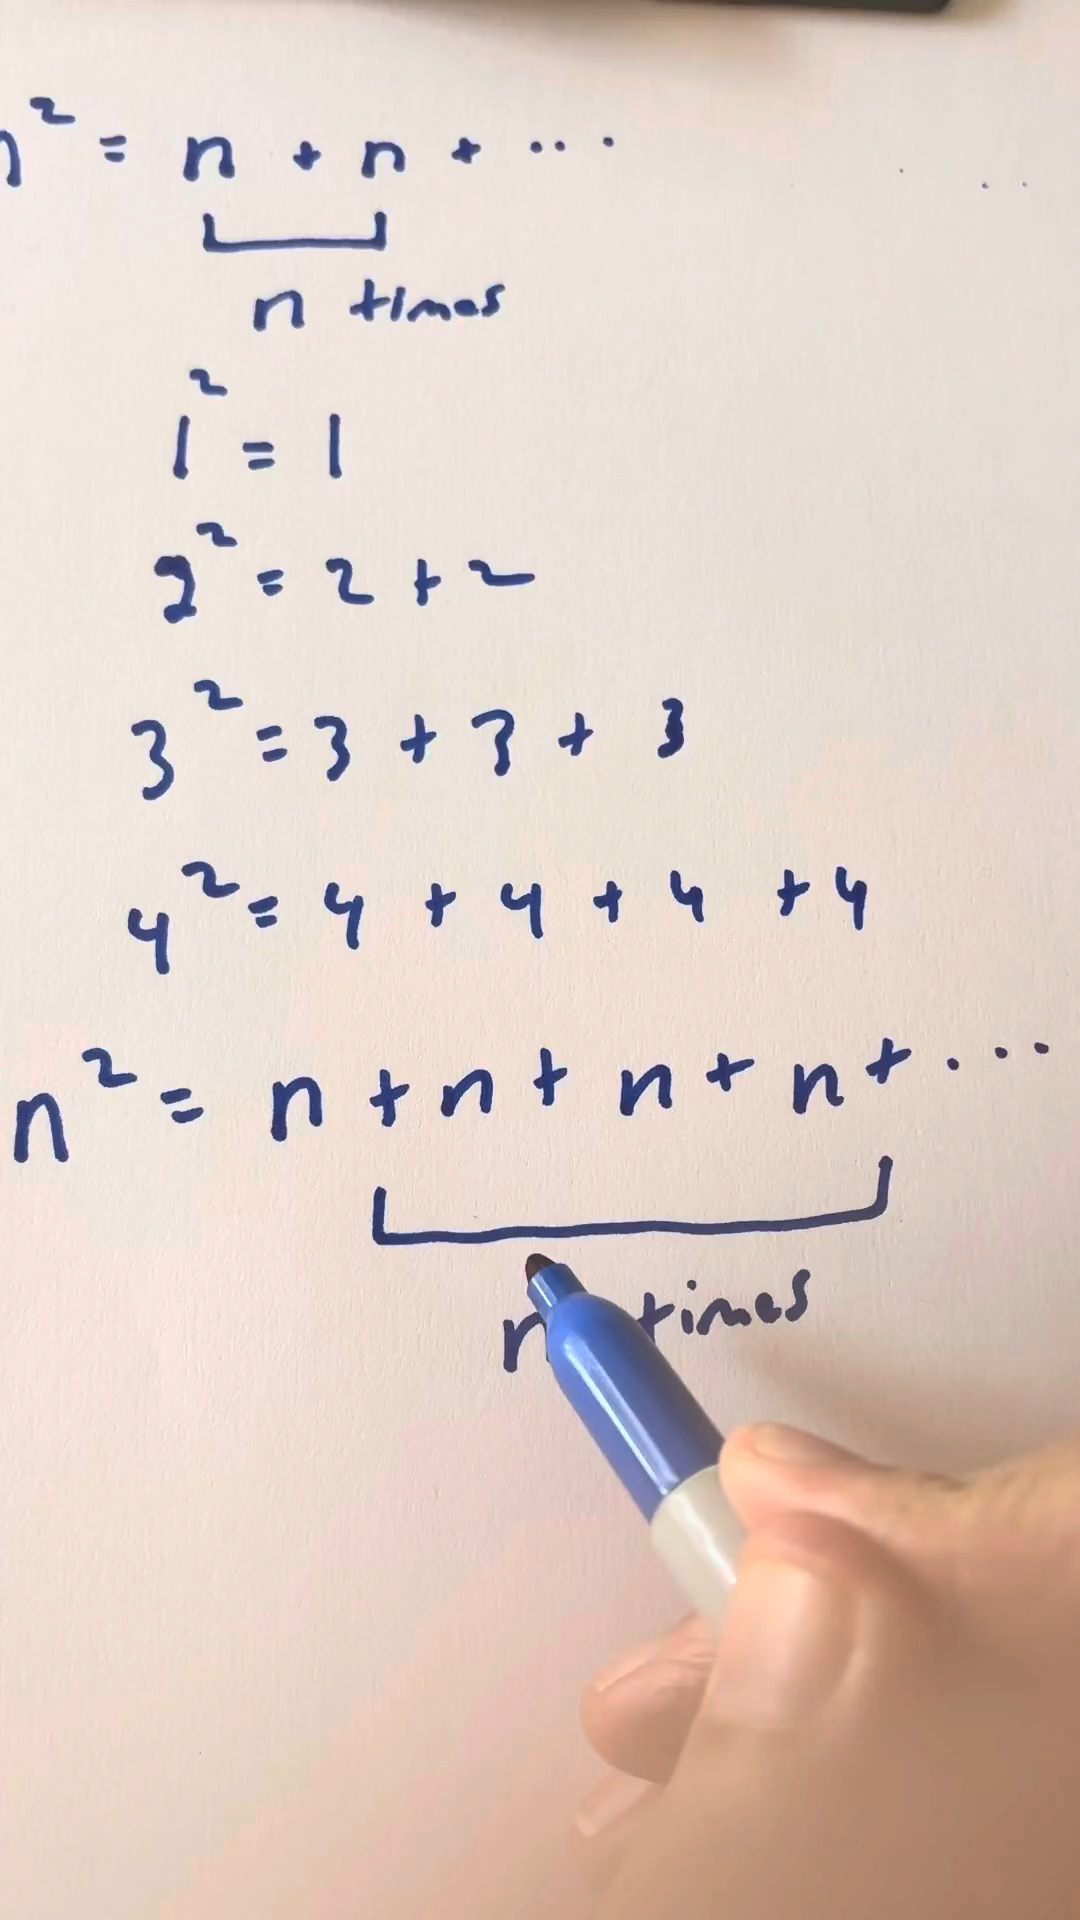 n² = n + n + ...
n times
1² = 1
2² = 2 + 2
3² = 3 + 3 + 3
4² = 4 + 4 + 4 + 4
n² = n + n + n + n + ...
n times